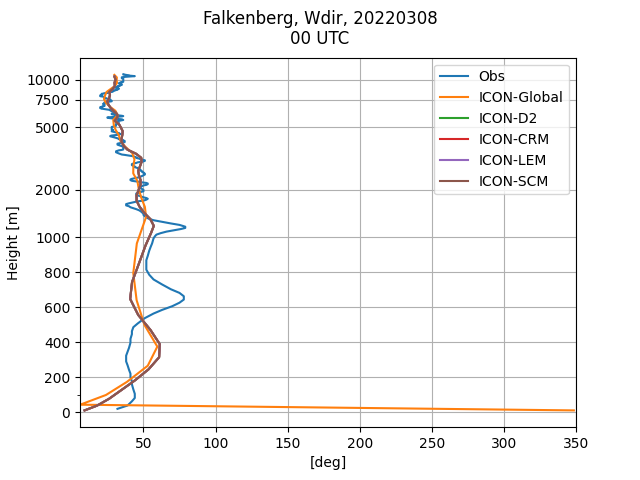 Falkenberg, Wdir, 20220308
00 UTC
Obs
ICON-Global
ICON-D2
ICON-CRM
ICON-LEM
ICON-SCM
Height [m]
10000
7500
5000
2000
1000
800
600
400
200
0
50
100
150
200
250
300
350
[deg]